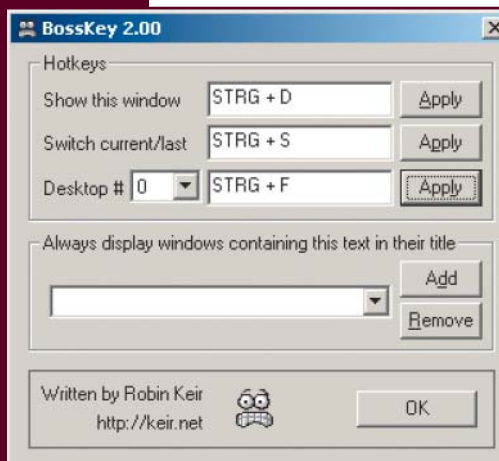 BossKey 2.00
Hotkeys
Show this window STRG + D Apply
Switch current/last STRG + S Apply
Desktop # 0 STRG + F Apply
Always display windows containing this text in their title
Add
Remove
Written by Robin Keir
http://keir.net
OK